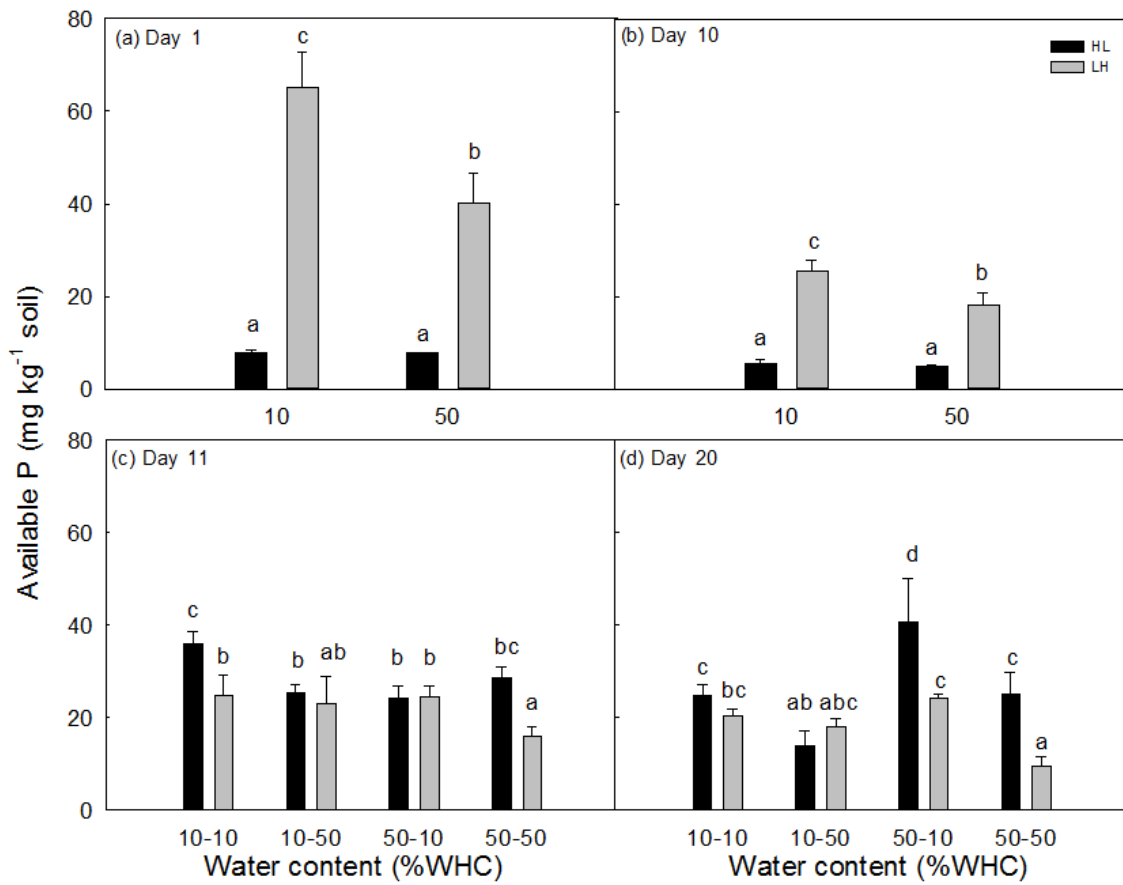 Available P (mg kg⁻¹ soil)
(a) Day 1
80
60
40
20
0
c
b
a
a
10
50
(b) Day 10
HL
LH
c
b
a
a
10
50
(c) Day 11
80
60
40
20
0
c
b
b
ab
b
b
bc
a
10-10
10-50
50-10
50-50
Water content (%WHC)
(d) Day 20
c
bc
ab
abc
d
c
c
a
10-10
10-50
50-10
50-50
Water content (%WHC)